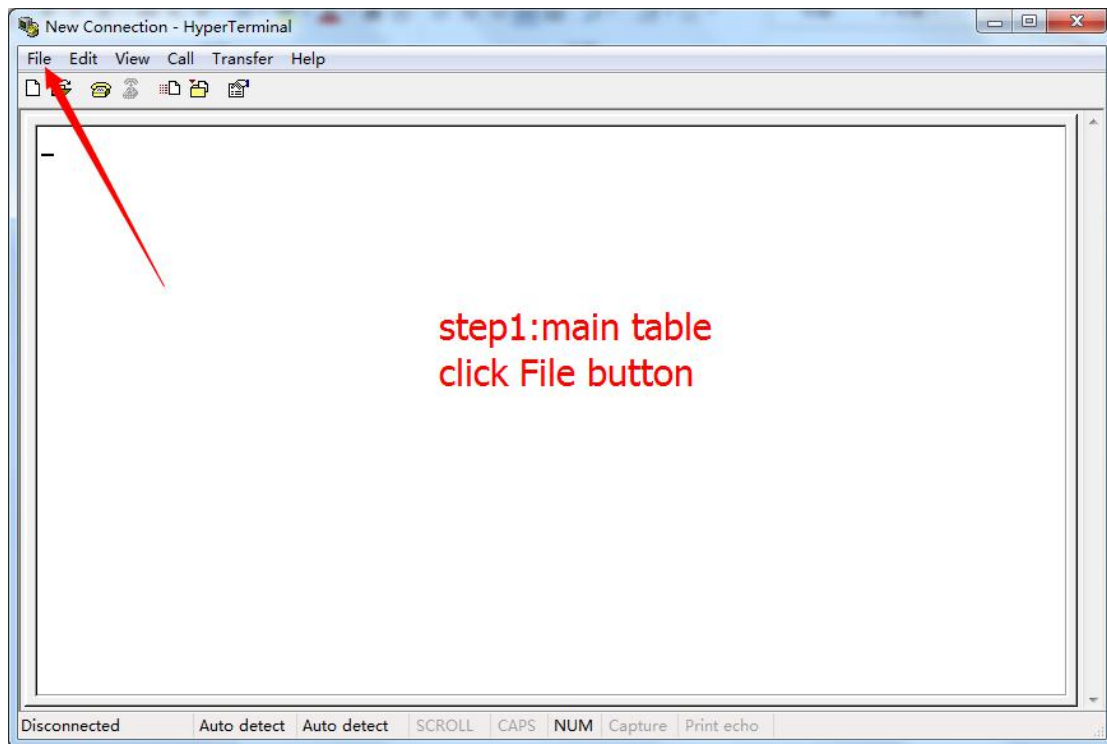 New Connection - HyperTerminal
File Edit View Call Transfer Help
step1:main table
click File button
Disconnected Auto detect Auto detect SCROLL CAPS NUM Capture Print echo